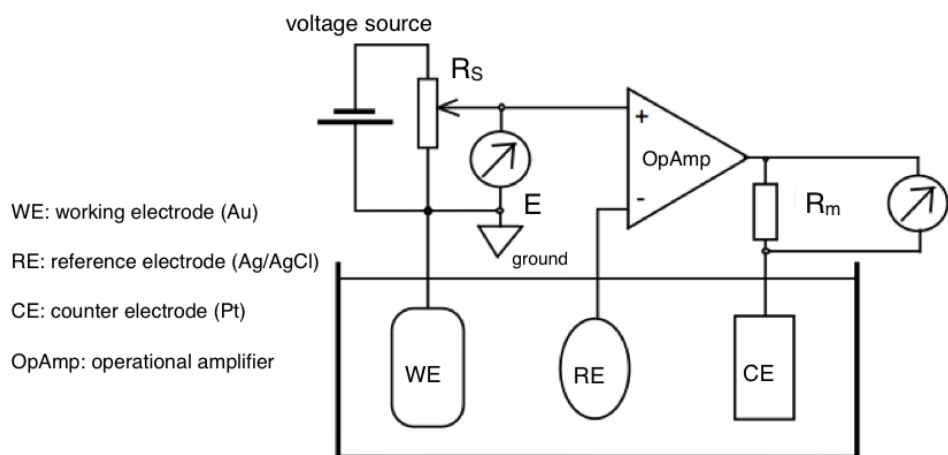 voltage source
R_S
+
OpAmp
-
E
R_m
ground
WE: working electrode (Au)
RE: reference electrode (Ag/AgCl)
CE: counter electrode (Pt)
OpAmp: operational amplifier
WE
RE
CE